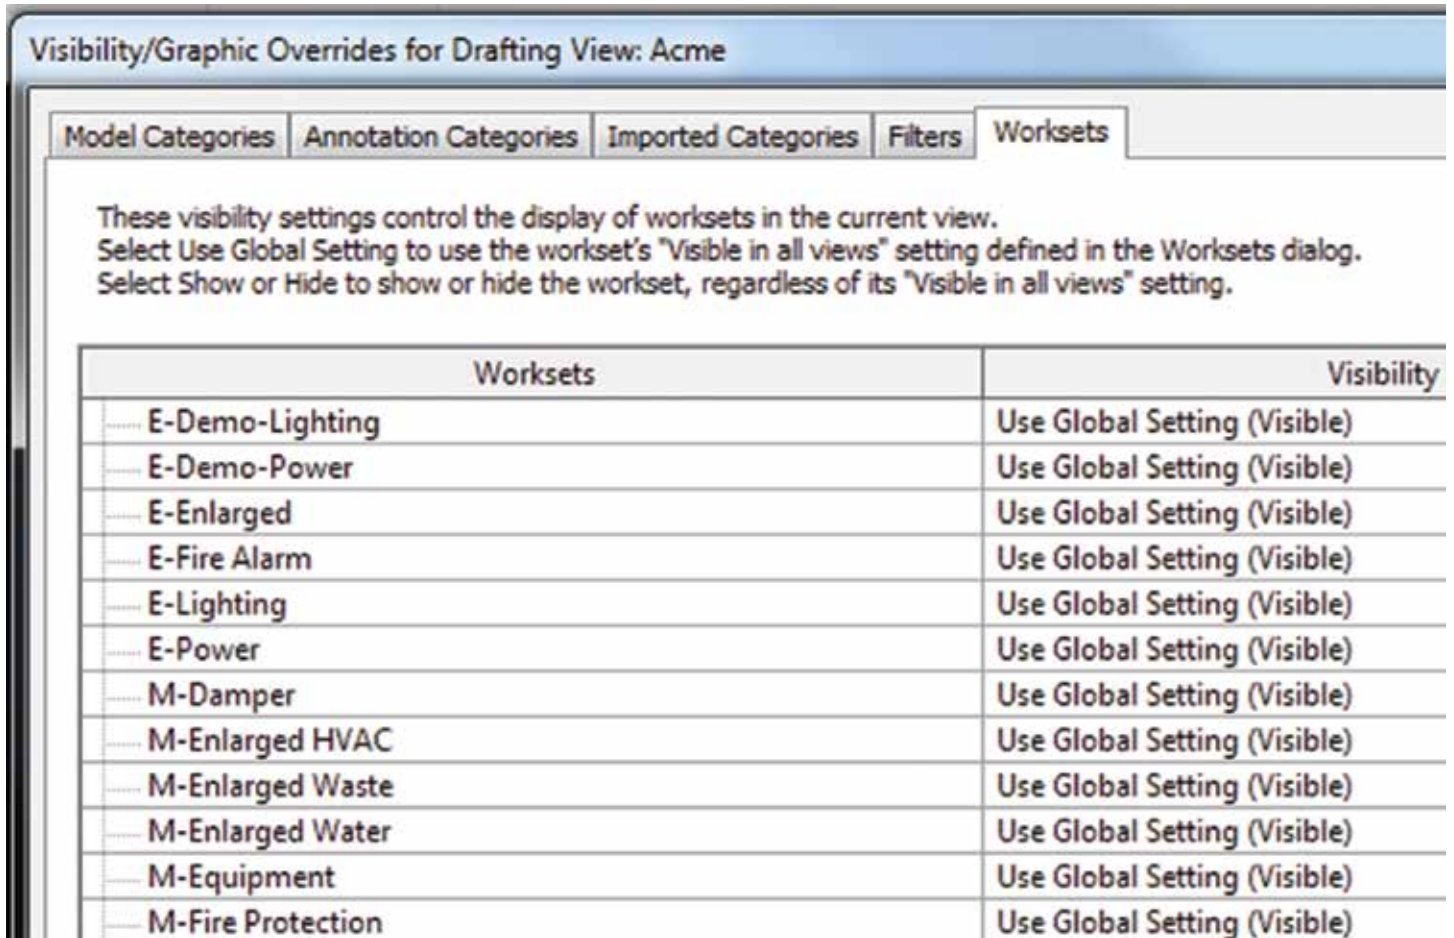 Visibility/Graphic Overrides for Drafting View: Acme
Model Categories Annotation Categories Imported Categories Filters Worksets
These visibility settings control the display of worksets in the current view.
Select Use Global Setting to use the workset's "Visible in all views" setting defined in the Worksets dialog.
Select Show or Hide to show or hide the workset, regardless of its "Visible in all views" setting.
Worksets Visibility
E-Demo-Lighting Use Global Setting (Visible)
E-Demo-Power Use Global Setting (Visible)
E-Enlarged Use Global Setting (Visible)
E-Fire Alarm Use Global Setting (Visible)
E-Lighting Use Global Setting (Visible)
E-Power Use Global Setting (Visible)
M-Damper Use Global Setting (Visible)
M-Enlarged HVAC Use Global Setting (Visible)
M-Enlarged Waste Use Global Setting (Visible)
M-Enlarged Water Use Global Setting (Visible)
M-Equipment Use Global Setting (Visible)
M-Fire Protection Use Global Setting (Visible)